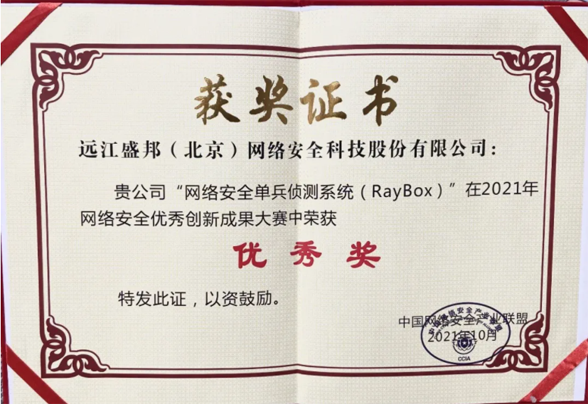 获奖证书
远江盛邦（北京）网络安全科技股份有限公司：
贵公司“网络安全单兵侦测系统（RayBox）”在2021年
网络安全优秀创新成果大赛中荣获
优秀奖
特发此证，以资鼓励。
中国网络安全产业联盟
2021年10月
CCIA